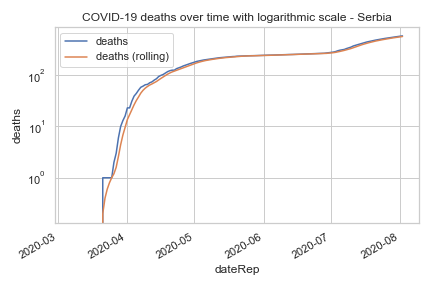 COVID-19 deaths over time with logarithmic scale - Serbia
deaths
deaths (rolling)
deaths
10²
10¹
10⁰
2020-03
2020-04
2020-05
2020-06
2020-07
2020-08
dateRep